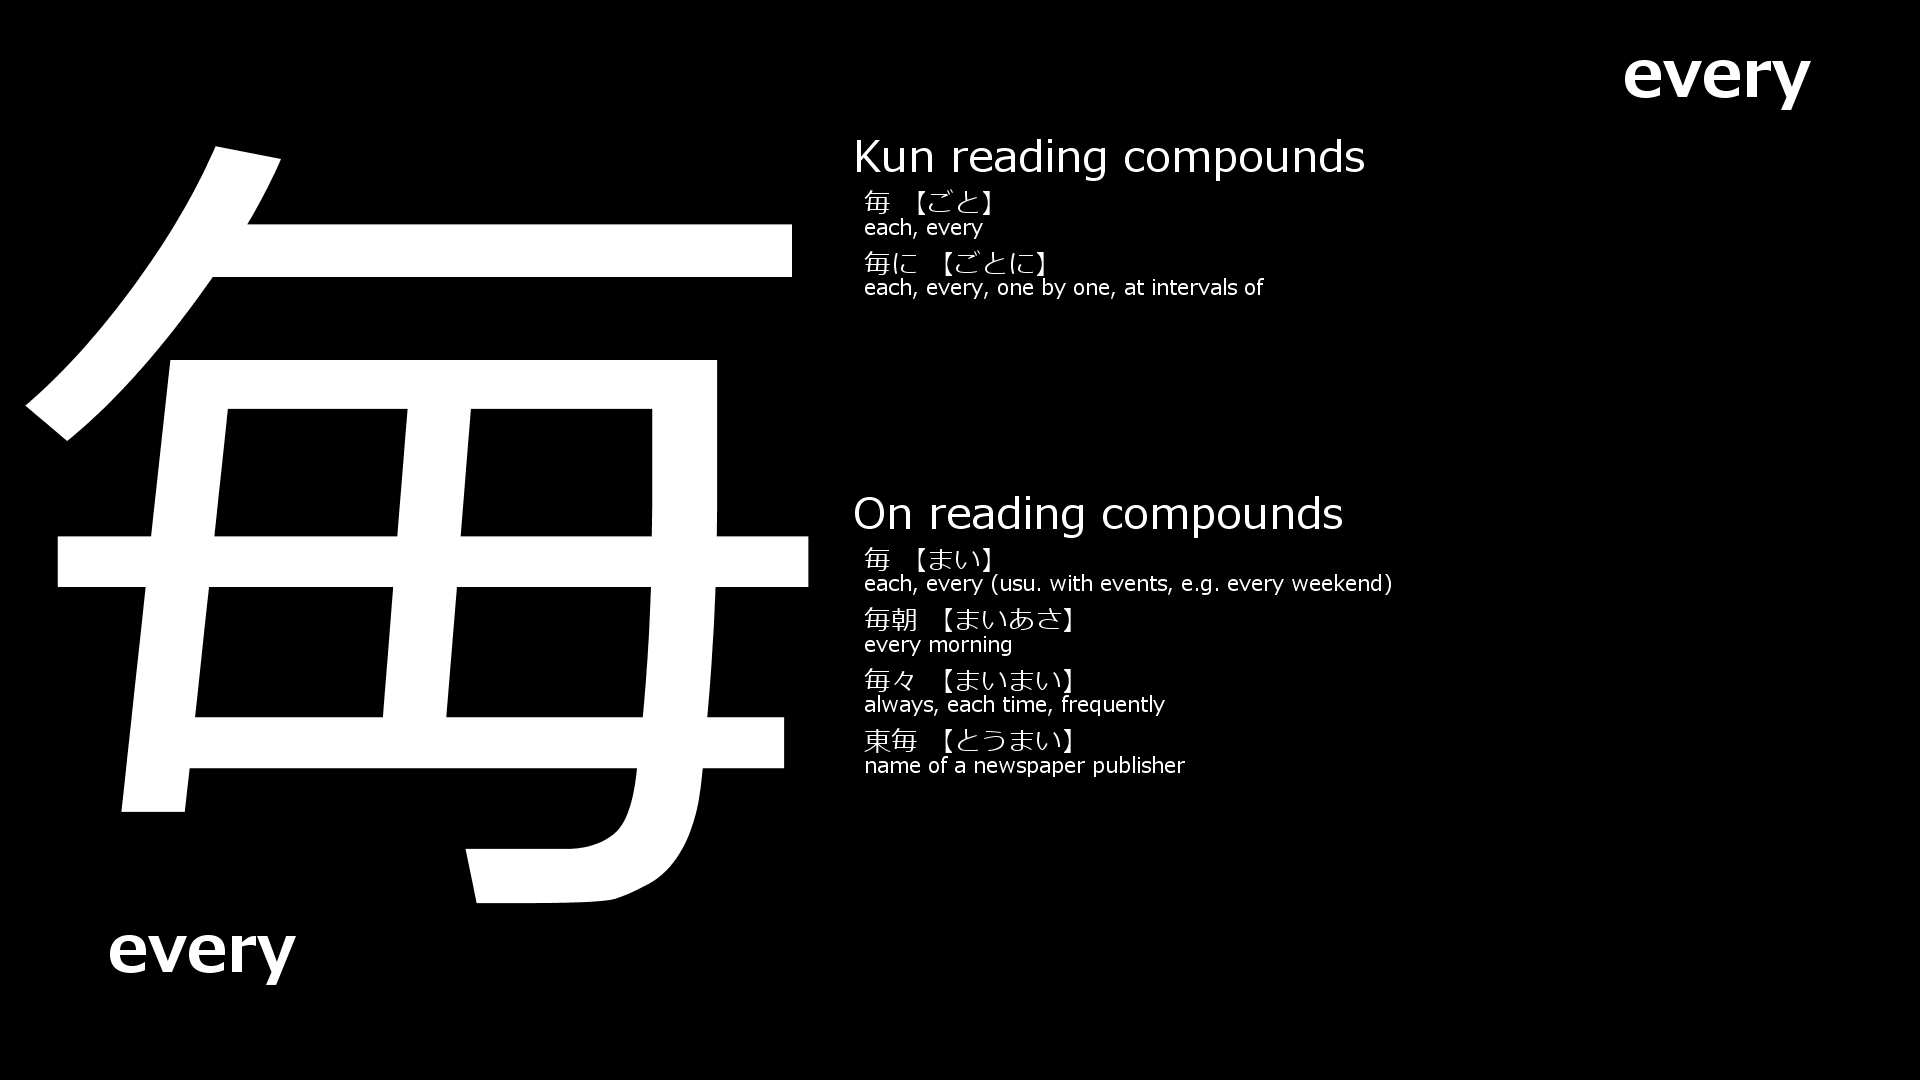 every
毎
Kun reading compounds
毎 【ごと】
each, every
毎に 【ごとに】
each, every, one by one, at intervals of
On reading compounds
毎 【まい】
each, every (usu. with events, e.g. every weekend)
毎朝 【まいあさ】
every morning
毎々 【まいまい】
always, each time, frequently
東毎 【とうまい】
name of a newspaper publisher
every